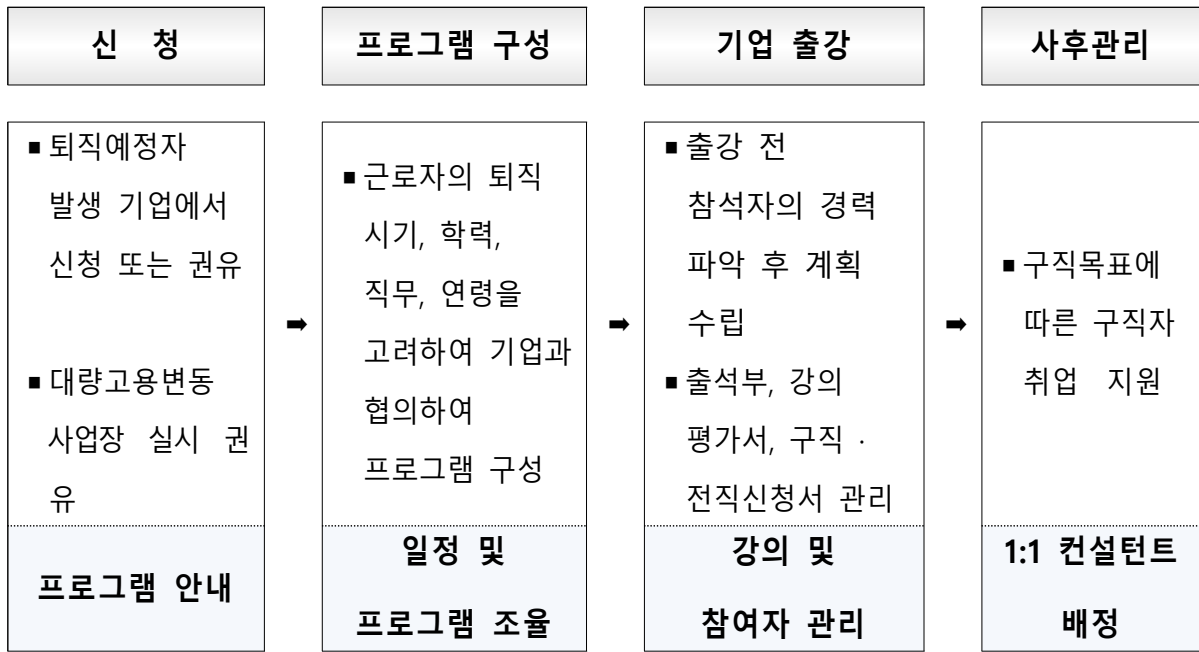 신 청
■ 퇴직예정자
발생 기업에서
신청 또는 권유
■ 대량고용변동
사업장 실시 권
유
프로그램 안내
➡
프로그램 구성
■ 근로자의 퇴직
시기, 학력,
직무, 연령을
고려하여 기업과
협의하여
프로그램 구성
일정 및
프로그램 조율
➡
기업 출강
■ 출강 전
참석자의 경력
파악 후 계획
수립
■ 출석부, 강의
평가서, 구직 ·
전직신청서 관리
강의 및
참여자 관리
➡
사후관리
■ 구직목표에
따른 구직자
취업 지원
1:1 컨설턴트
배정